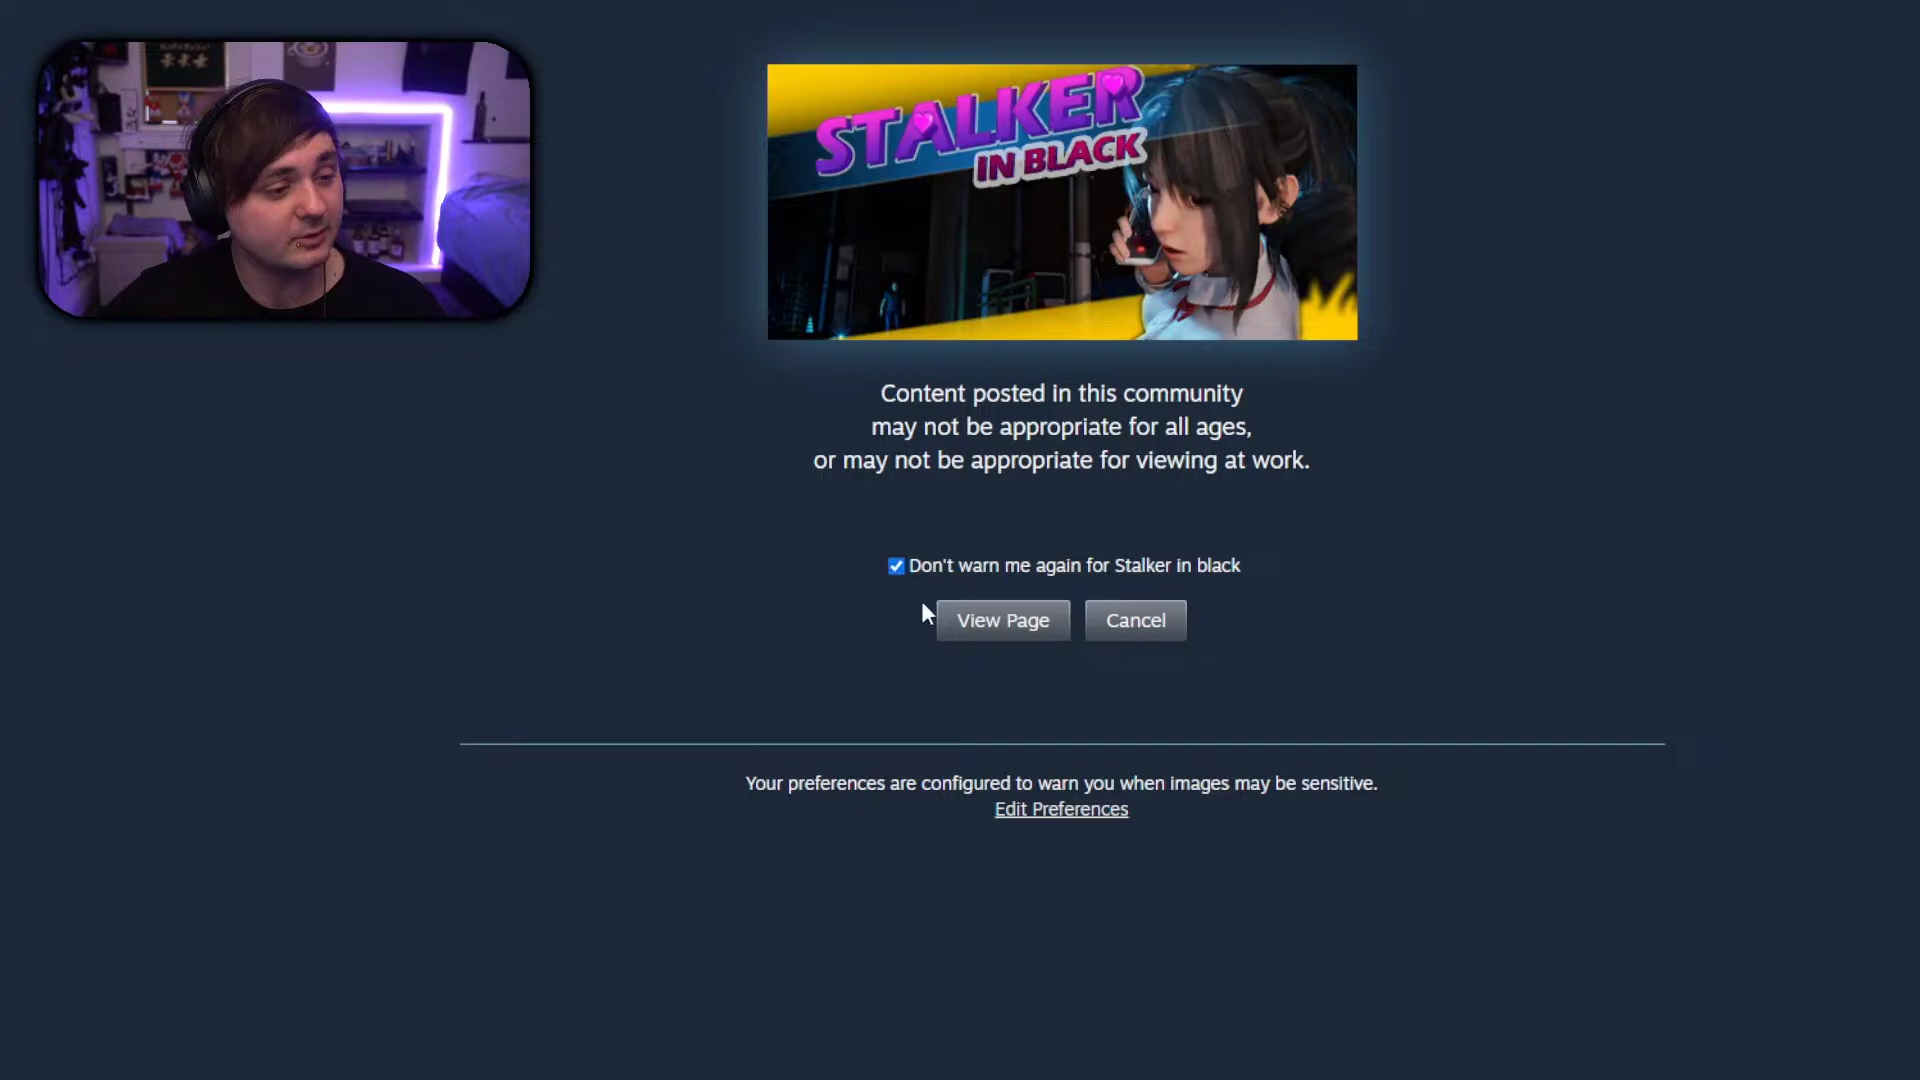 STALKER
IN BLACK
Content posted in this community
may not be appropriate for all ages,
or may not be appropriate for viewing at work.
Don't warn me again for Stalker in black
View Page
Cancel
Your preferences are configured to warn you when images may be sensitive.
Edit Preferences